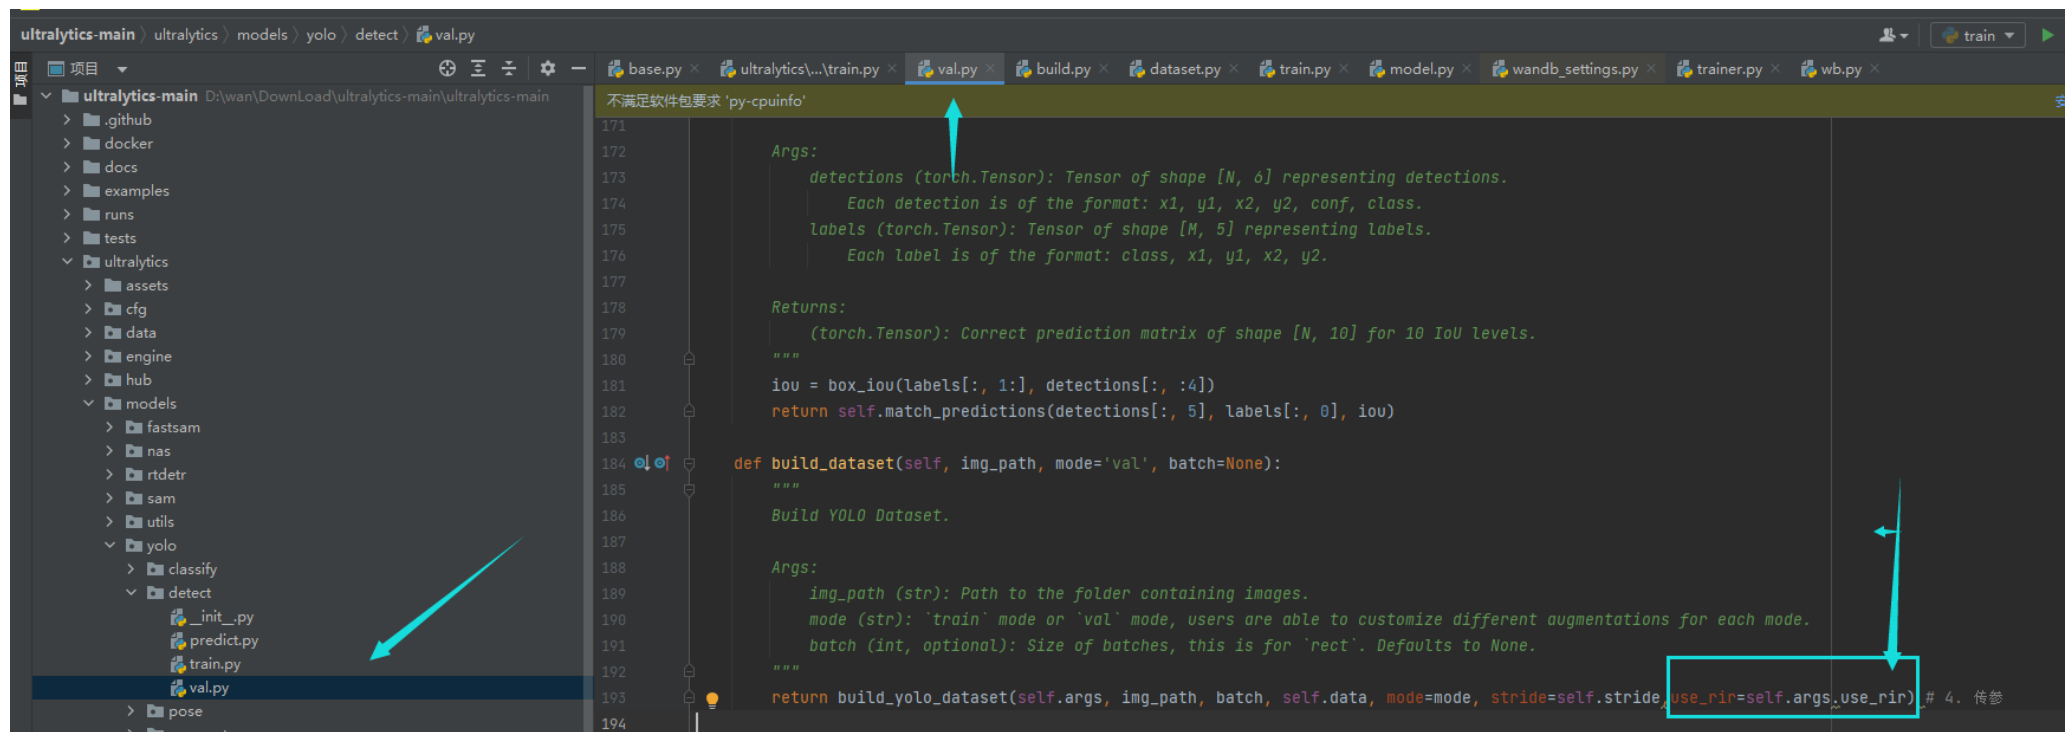 ultralytics-main 〉 ultralytics 〉 models 〉 yolo 〉 detect 〉 val.py
train
项目
项目
base.py
ultralytics\...\train.py
val.py
build.py
dataset.py
train.py
model.py
wandb_settings.py
trainer.py
wb.py
ultralytics-main D:\wan\DownLoad\ultralytics-main\ultralytics-main
.github
docker
docs
examples
runs
tests
ultralytics
assets
cfg
data
engine
hub
models
fastsam
nas
rtdetr
sam
utils
yolo
classify
detect
__init__.py
predict.py
train.py
val.py
pose
不满足软件包要求 'py-cpuinfo'
171
172 Args:
173 detections (torch.Tensor): Tensor of shape [N, 6] representing detections.
174 Each detection is of the format: x1, y1, x2, y2, conf, class.
175 labels (torch.Tensor): Tensor of shape [M, 5] representing labels.
176 Each label is of the format: class, x1, y1, x2, y2.
177
178 Returns:
179 (torch.Tensor): Correct prediction matrix of shape [N, 10] for 10 IoU levels.
180 """
181 iou = box_iou(labels[:, 1:], detections[:, :4])
182 return self.match_predictions(detections[:, 5], labels[:, 0], iou)
183
184 def build_dataset(self, img_path, mode='val', batch=None):
185 """
186 Build YOLO Dataset.
187
188 Args:
189 img_path (str): Path to the folder containing images.
190 mode (str): `train` mode or `val` mode, users are able to customize different augmentations for each mode.
191 batch (int, optional): Size of batches, this is for `rect`. Defaults to None.
192 """
193 return build_yolo_dataset(self.args, img_path, batch, self.data, mode=mode, stride=self.stride,use_rir=self.args.use_rir) # 4. 传参
194